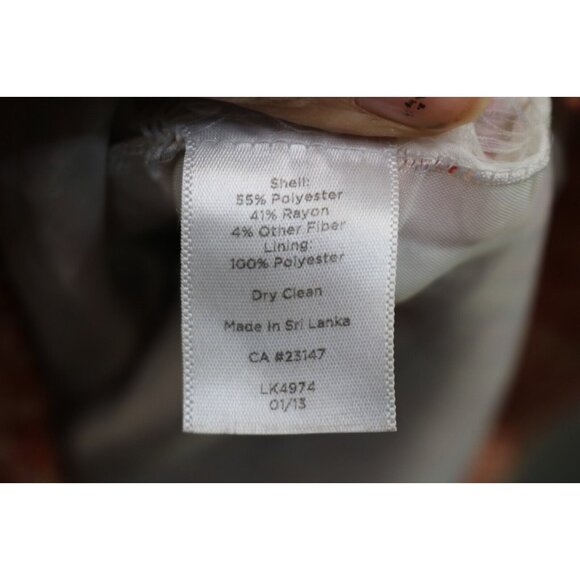 Shell:
55% Polyester
41% Rayon
4% Other Fiber
Lining:
100% Polyester
Dry Clean
Made In Sri Lanka
CA #23147
LK4974
01/13